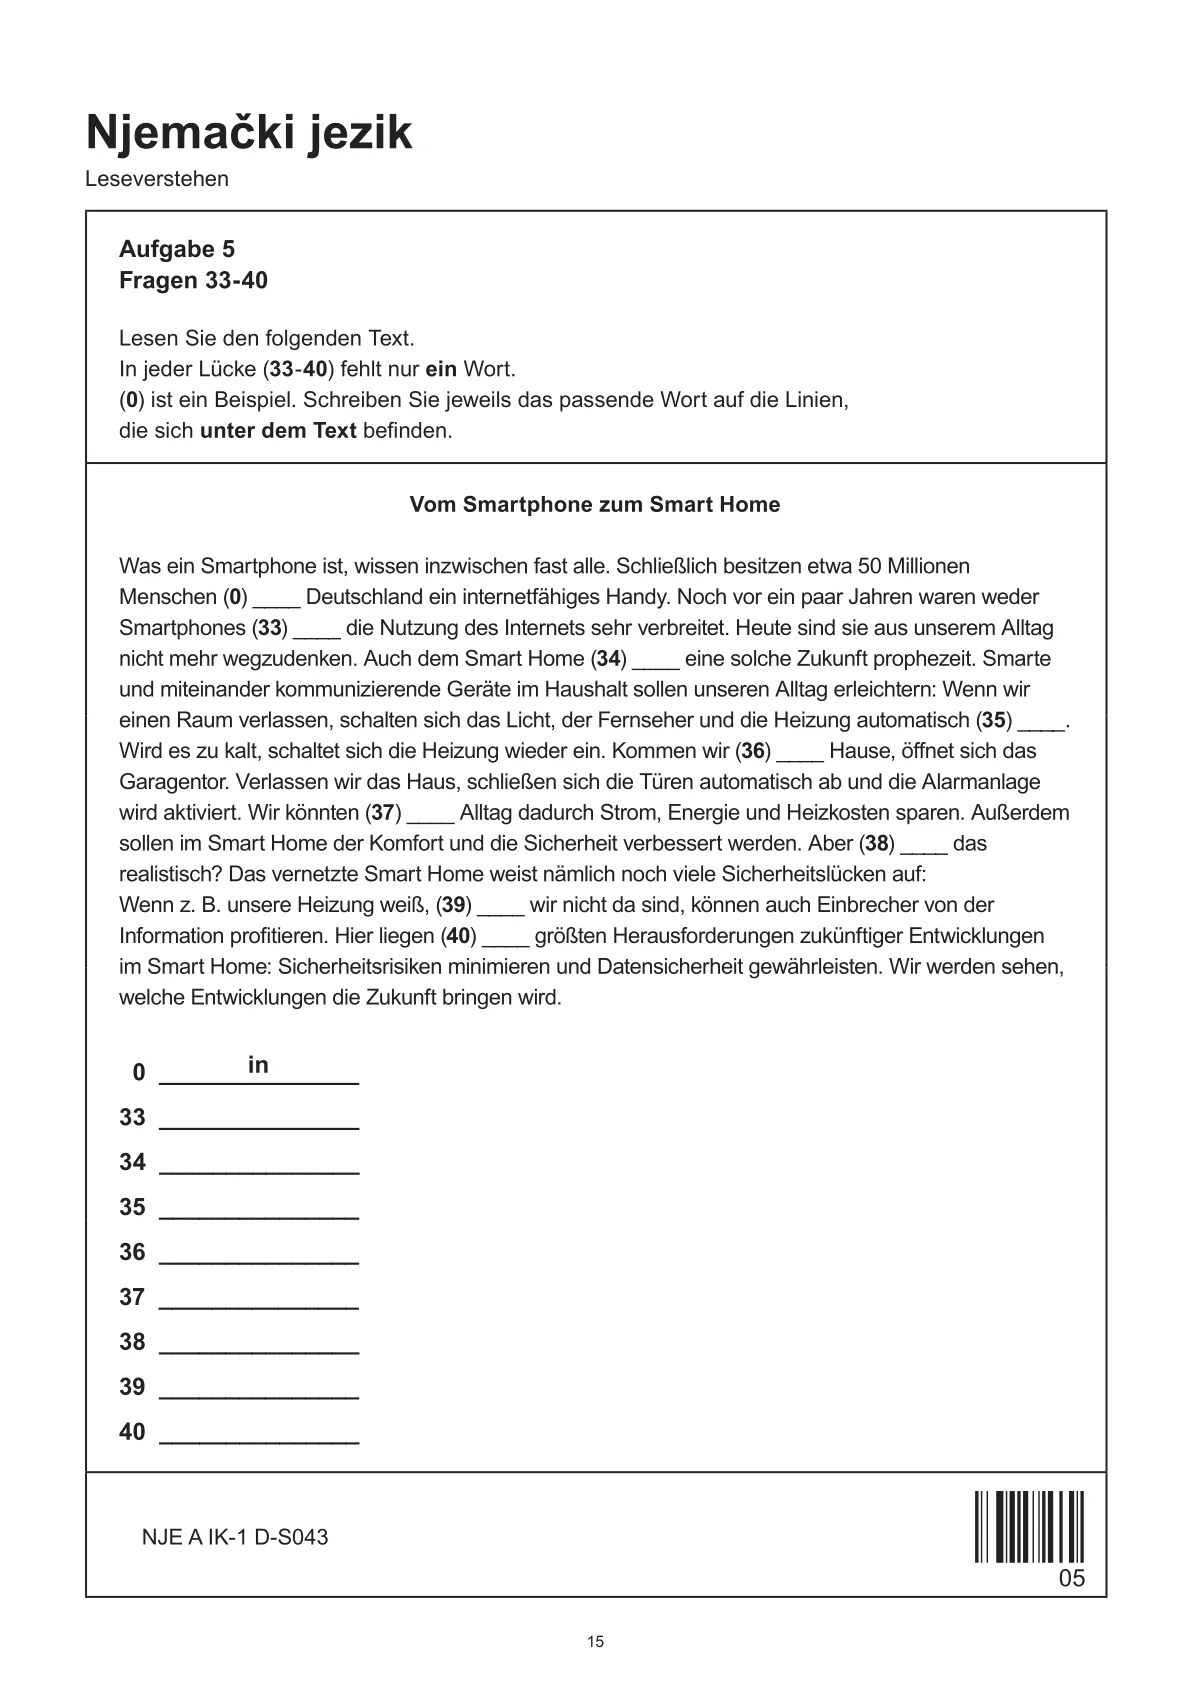 Njemački jezik
Leseverstehen
Aufgabe 5
Fragen 33-40
Lesen Sie den folgenden Text.
In jeder Lücke (33-40) fehlt nur ein Wort.
(0) ist ein Beispiel. Schreiben Sie jeweils das passende Wort auf die Linien,
die sich unter dem Text befinden.
Vom Smartphone zum Smart Home
Was ein Smartphone ist, wissen inzwischen fast alle. Schließlich besitzen etwa 50 Millionen
Menschen (0) ____ Deutschland ein internetfähiges Handy. Noch vor ein paar Jahren waren weder
Smartphones (33) ____ die Nutzung des Internets sehr verbreitet. Heute sind sie aus unserem Alltag
nicht mehr wegzudenken. Auch dem Smart Home (34) ____ eine solche Zukunft prophezeit. Smarte
und miteinander kommunizierende Geräte im Haushalt sollen unseren Alltag erleichtern: Wenn wir
einen Raum verlassen, schalten sich das Licht, der Fernseher und die Heizung automatisch (35) ____.
Wird es zu kalt, schaltet sich die Heizung wieder ein. Kommen wir (36) ____ Hause, öffnet sich das
Garagentor. Verlassen wir das Haus, schließen sich die Türen automatisch ab und die Alarmanlage
wird aktiviert. Wir könnten (37) ____ Alltag dadurch Strom, Energie und Heizkosten sparen. Außerdem
sollen im Smart Home der Komfort und die Sicherheit verbessert werden. Aber (38) ____ das
realistisch? Das vernetzte Smart Home weist nämlich noch viele Sicherheitslücken auf:
Wenn z. B. unsere Heizung weiß, (39) ____ wir nicht da sind, können auch Einbrecher von der
Information profitieren. Hier liegen (40) ____ größten Herausforderungen zukünftiger Entwicklungen
im Smart Home: Sicherheitsrisiken minimieren und Datensicherheit gewährleisten. Wir werden sehen,
welche Entwicklungen die Zukunft bringen wird.
0 in
33 _______________
34 _______________
35 _______________
36 _______________
37 _______________
38 _______________
39 _______________
40 _______________
NJE A IK-1 D-S043
05
15